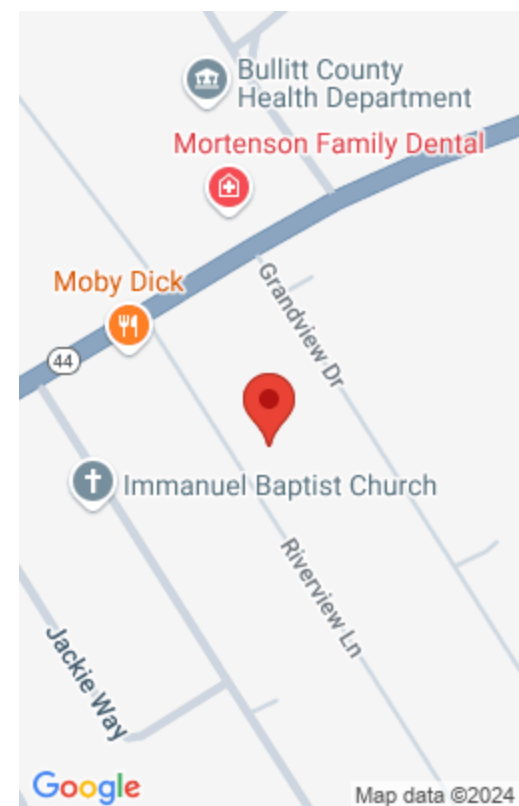 Bullitt County
Health Department
Mortenson Family Dental
Grandview Dr
Moby Dick
44
Immanuel Baptist Church
Riverview Ln
Jackie Way
Google
Map data ©2024